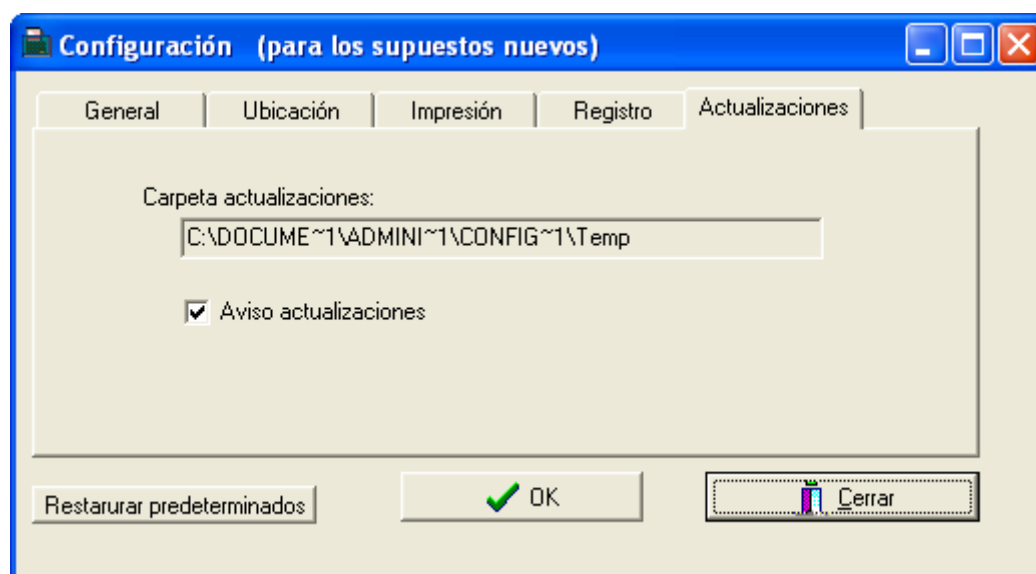 Configuración (para los supuestos nuevos)
General Ubicación Impresión Registro Actualizaciones
Carpeta actualizaciones:
C:\DOCUME~1\ADMINI~1\CONFIG~1\Temp
Aviso actualizaciones
Restarurar predeterminados OK Cerrar